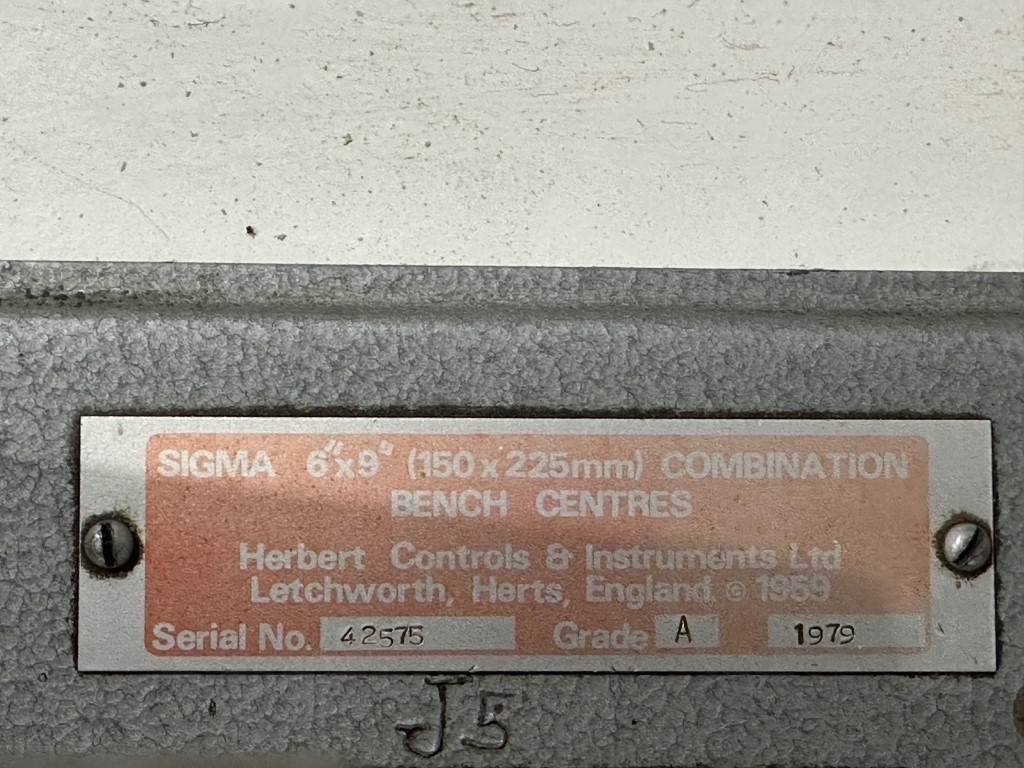 SIGMA 6"x9" (150 x 225mm) COMBINATION
BENCH CENTRES
Herbert Controls & Instruments Ltd
Letchworth, Herts, England. © 1959
Serial No. 42575 Grade A 1979
J5